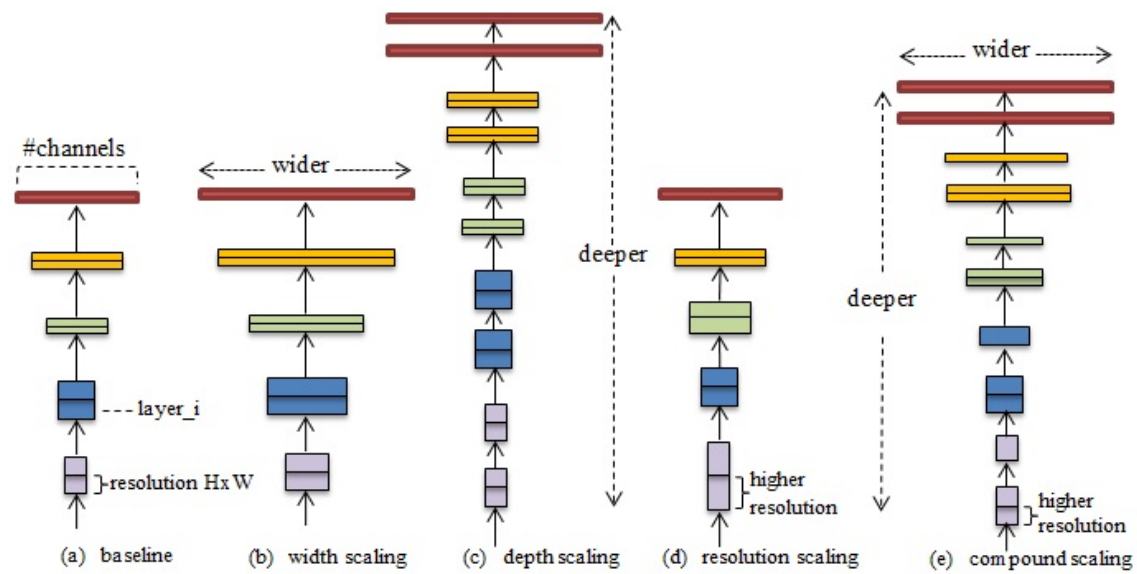 #channels
wider
wider
deeper
deeper
layer_i
resolution HxW
higher
resolution
higher
resolution
(a) baseline
(b) width scaling
(c) depth scaling
(d) resolution scaling
(e) compound scaling